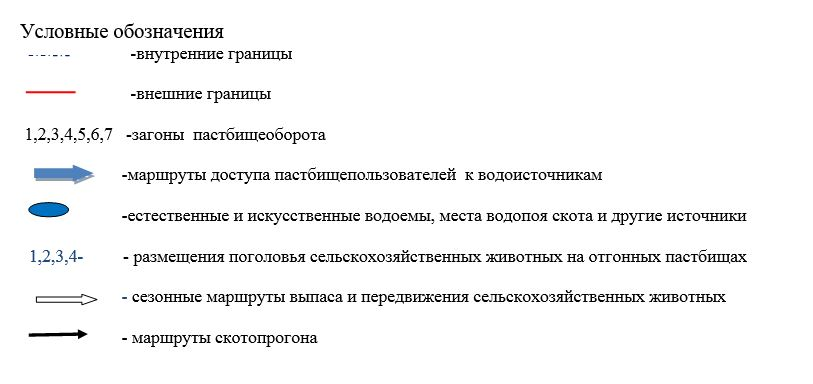 Условные обозначения
-внутренние границы
-внешние границы
1,2,3,4,5,6,7 -загоны пастбищеоборота
-маршруты доступа пастбищепользователей к водоисточникам
-естественные и искусственные водоемы, места водопоя скота и другие источники
1,2,3,4- - размещения поголовья сельскохозяйственных животных на отгонных пастбищах
- сезонные маршруты выпаса и передвижения сельскохозяйственных животных
- маршруты скотопрогона